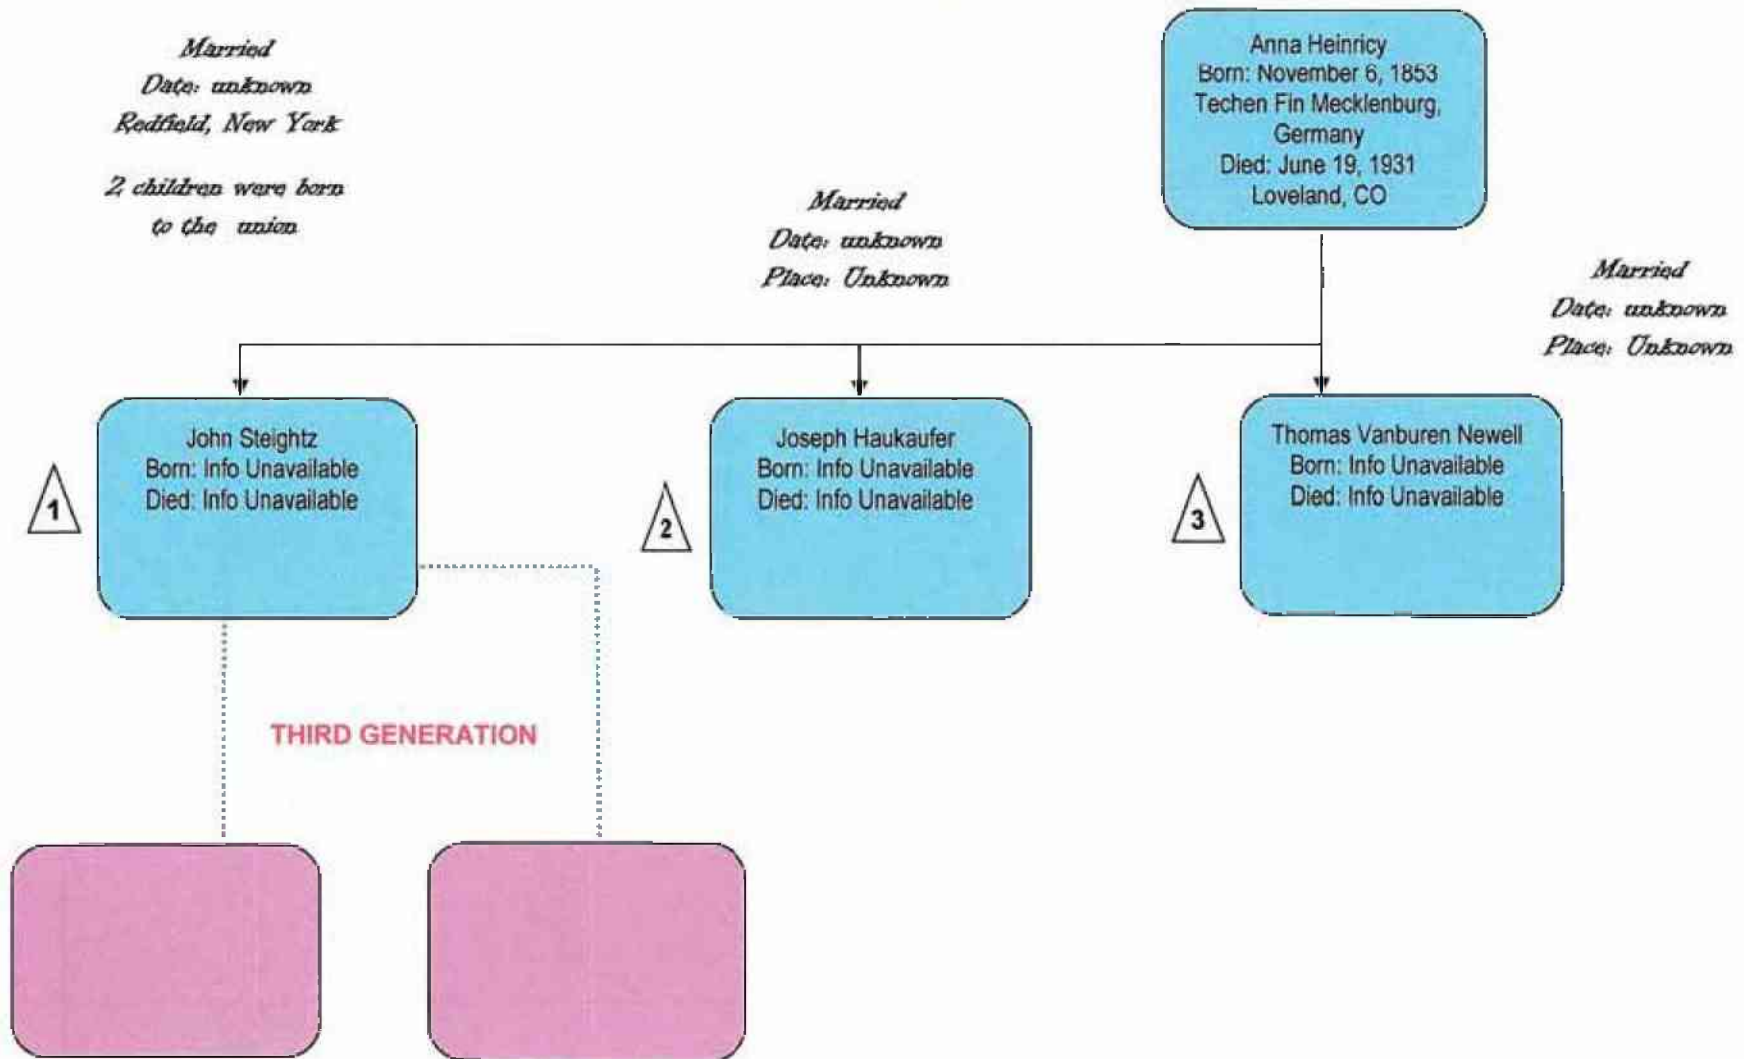 Married
Date: unknown
Redfield, New York
2 children were born
to the union
Married
Date: unknown
Place: Unknown
Anna Heinricy
Born: November 6, 1853
Techen Fin Mecklenburg,
Germany
Died: June 19, 1931
Loveland, CO
Married
Date: unknown
Place: Unknown
1
John Steightz
Born: Info Unavailable
Died: Info Unavailable
2
Joseph Haukaufer
Born: Info Unavailable
Died: Info Unavailable
3
Thomas Vanburen Newell
Born: Info Unavailable
Died: Info Unavailable
THIRD GENERATION